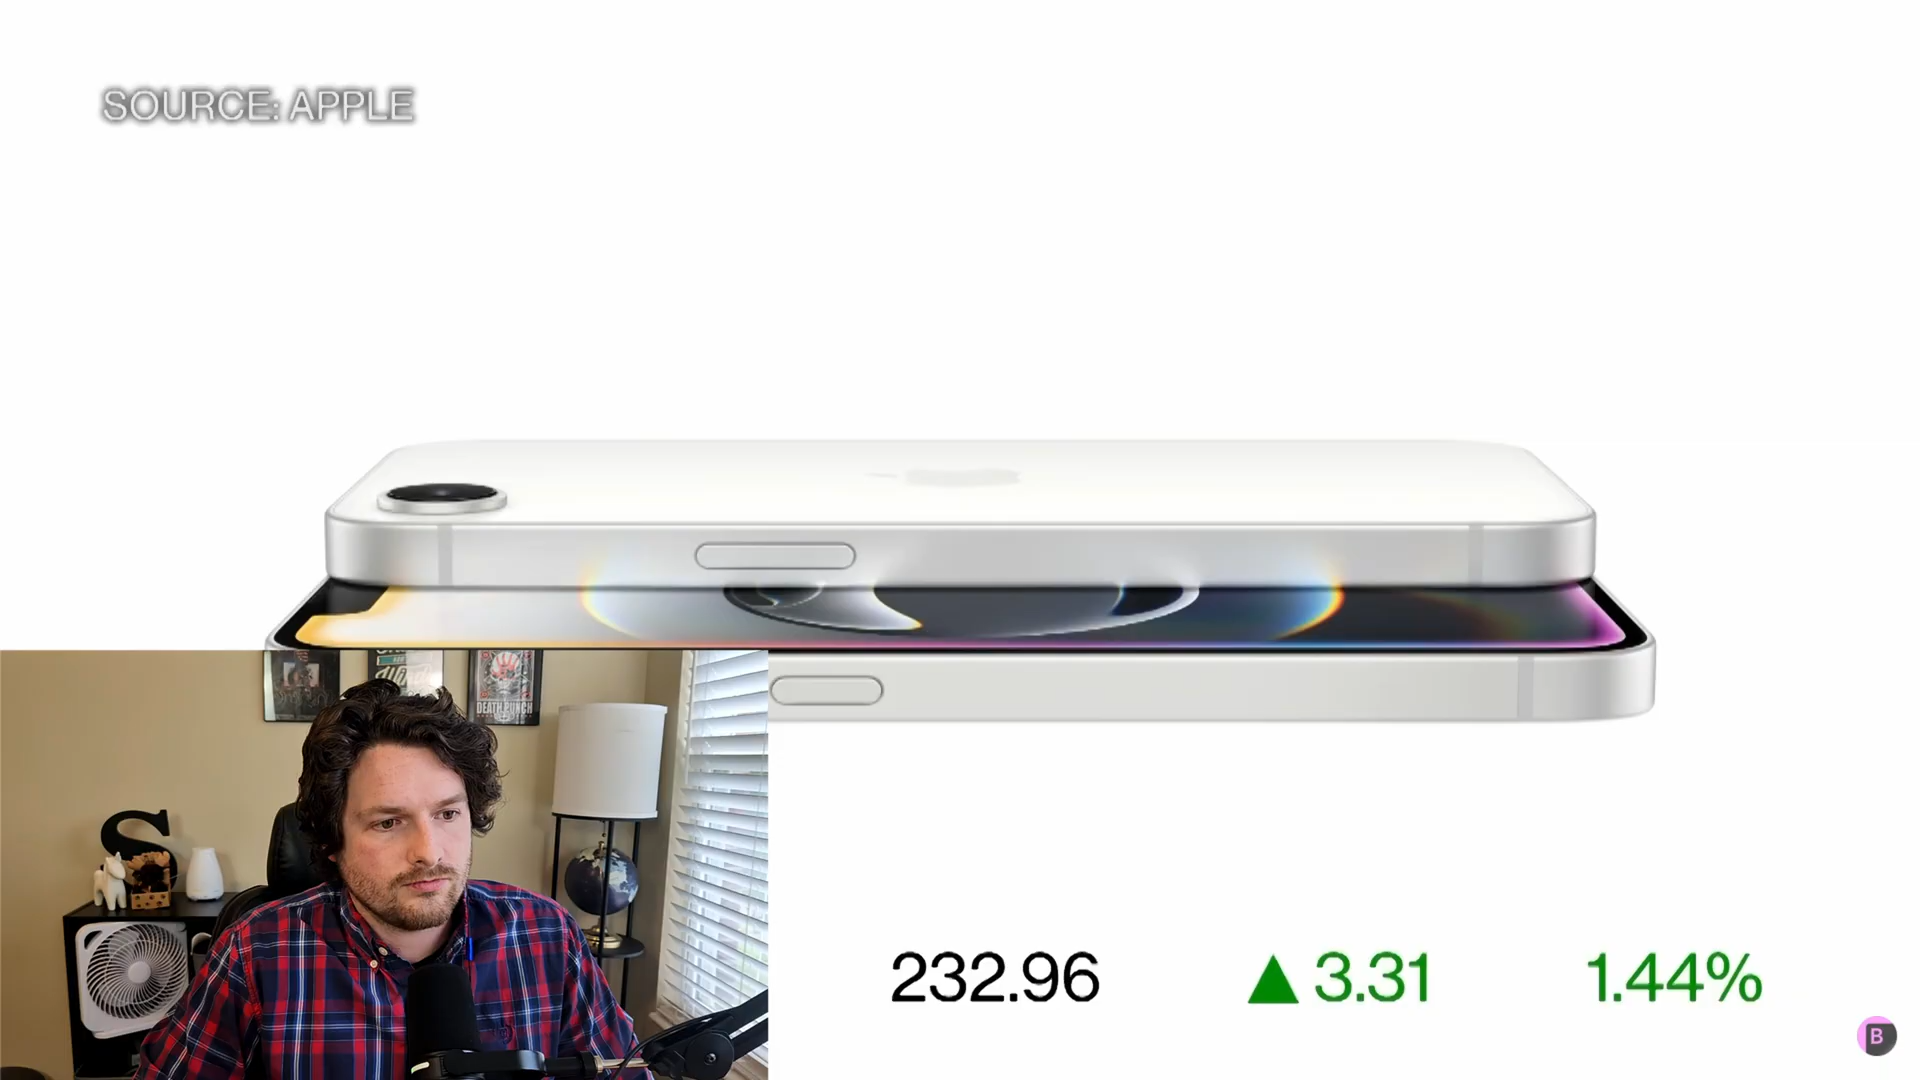 SOURCE: APPLE
DEATH PUNCH
S
232.96 ▲ 3.31 1.44%
B